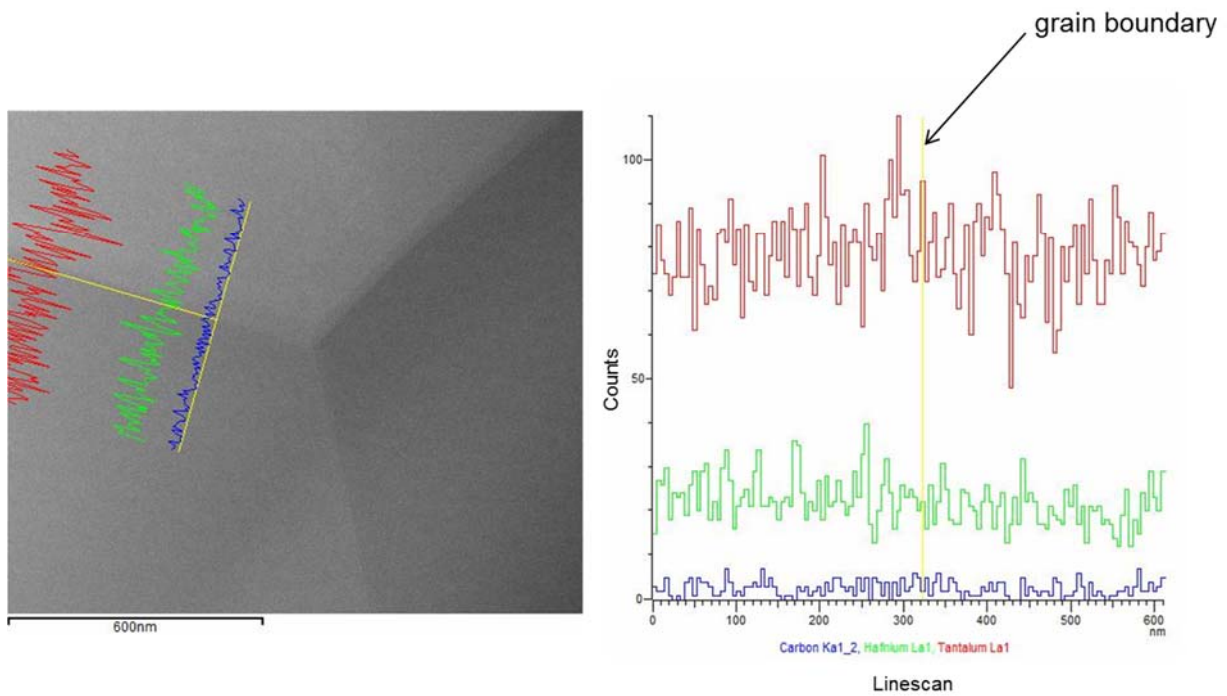 grain boundary
600nm
Counts
100
50
0
0 100 200 300 400 500 600
nm
Carbon Ka1_2, Hafnium La1, Tantalum La1
Linescan